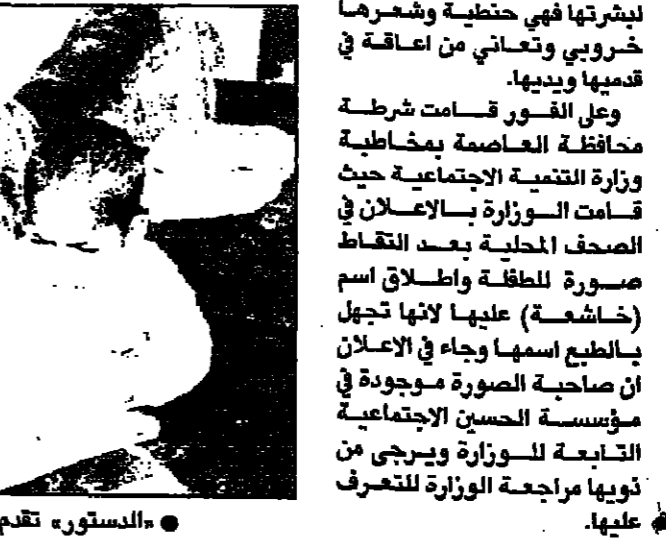 لبشرتها فهي حنطية وشعرها
خروبي وتعاني من اعاقة في
قدميها ويديها.
وعلى الفور قامت شرطة
محافظة العاصمة بمخاطبة
وزارة التنمية الاجتماعية حيث
قامت الوزارة بالاعلان في
الصحف المحلية بعد التقاط
صورة للطفلة واطلاق اسم
(خاشعة) عليها لانها تجهل
بالطبع اسمها وجاء في الاعلان
ان صاحبة الصورة موجودة في
مؤسسة الحسين الاجتماعية
التابعة للوزارة ويرجى من
ذويها مراجعة الوزارة للتعرف
عليها.
● «الدستور» تقدم